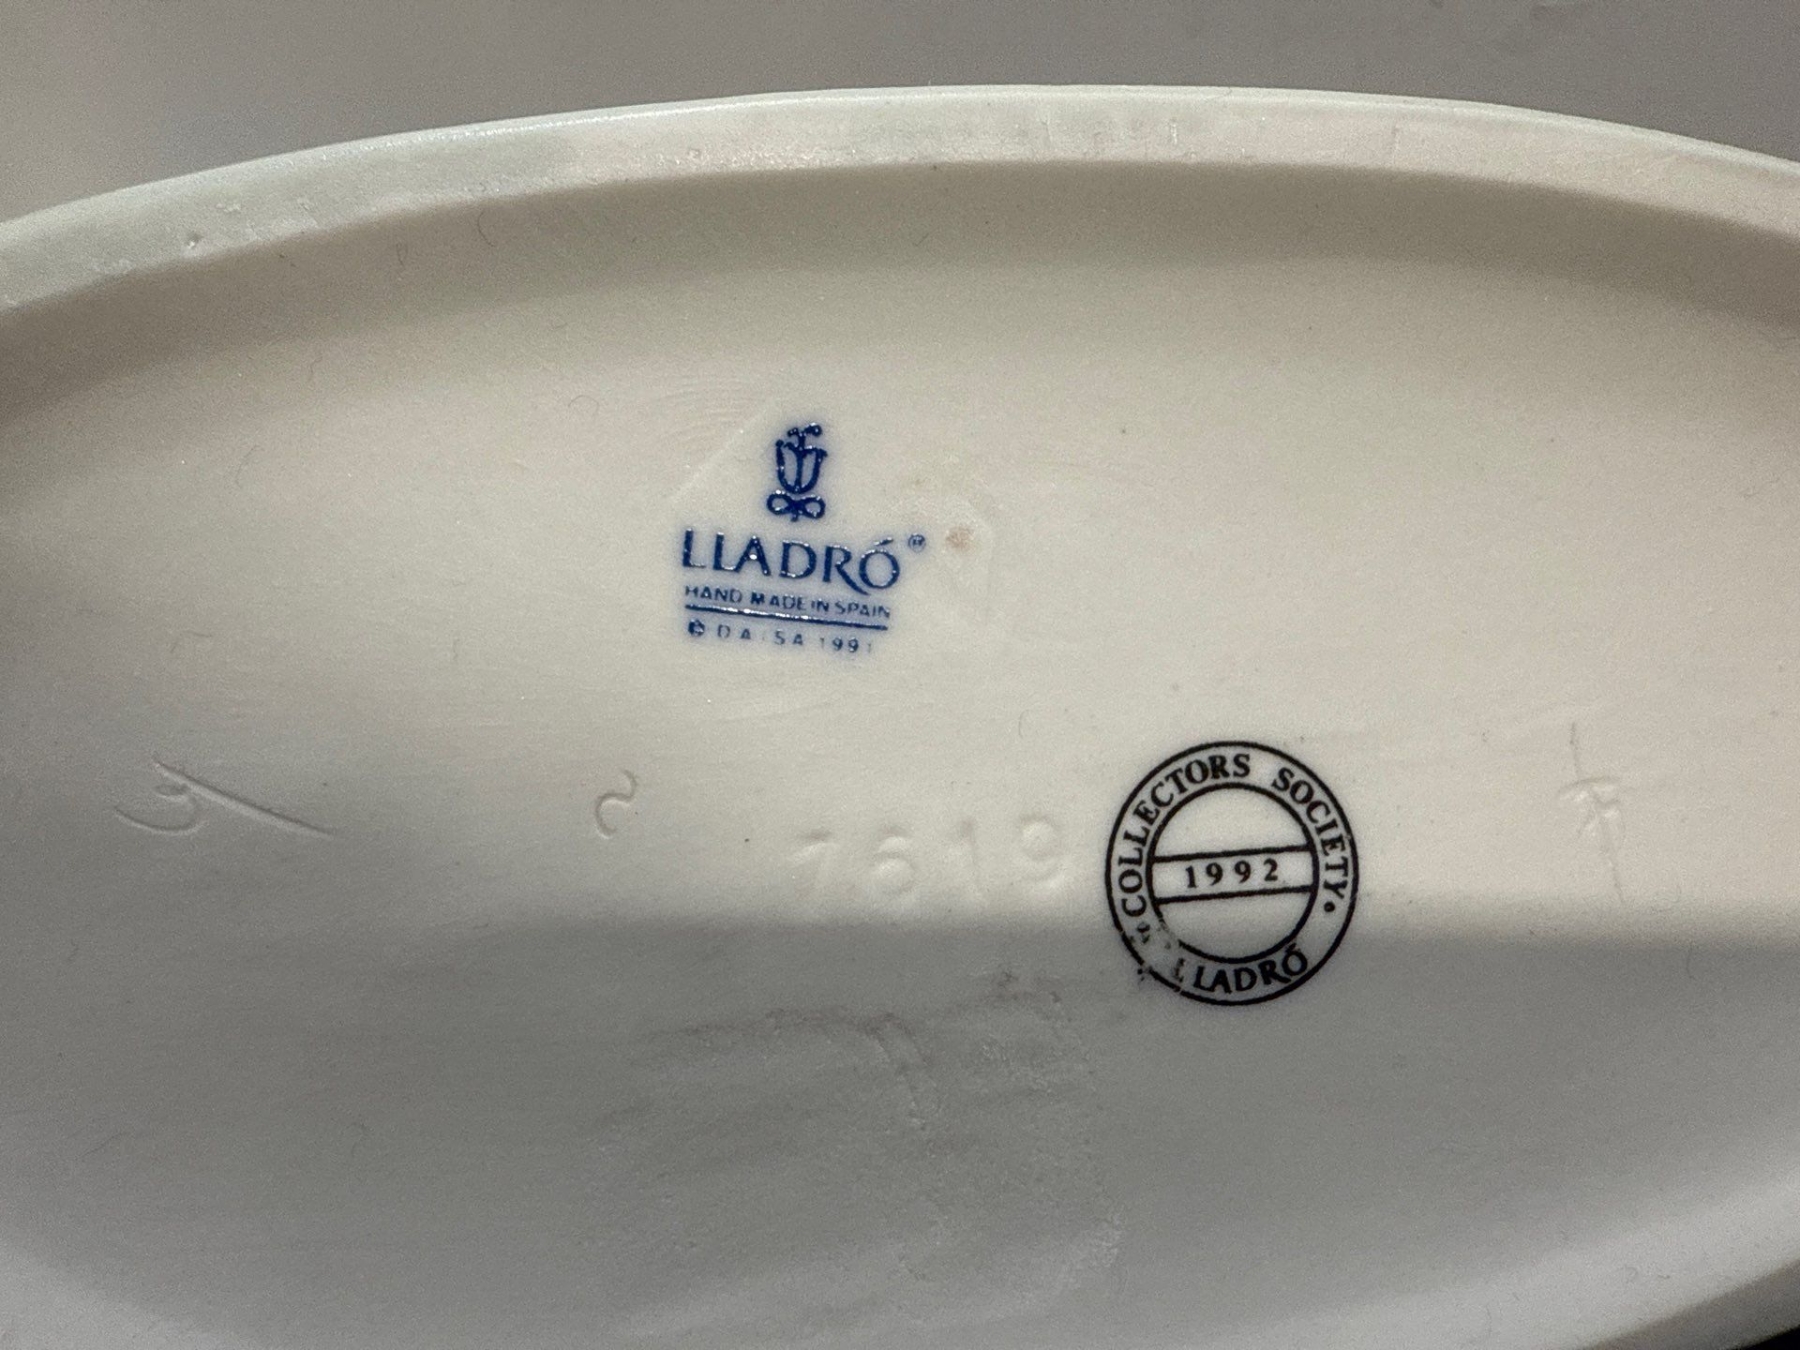 LLADRÓ®
HAND MADE IN SPAIN
© DAISA 1991
7619
COLLECTORS SOCIETY
1992
LLADRÓ